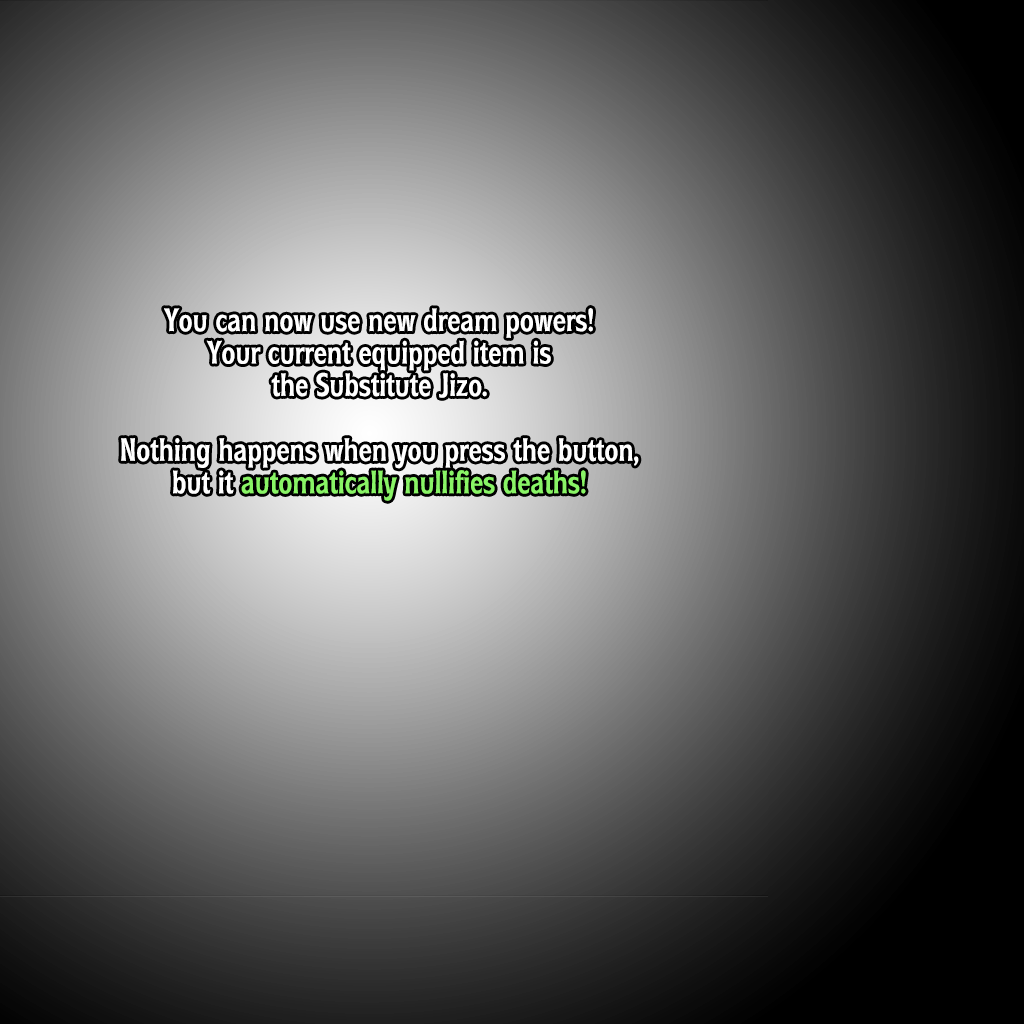 You can now use new dream powers!
Your current equipped item is
the Substitute Jizo.
Nothing happens when you press the button,
but it automatically nullifies deaths!